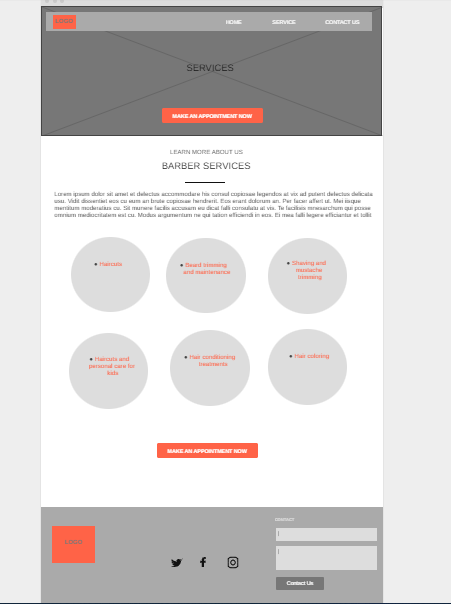 LOGO
HOME SERVICE CONTACT US
SERVICES
MAKE AN APPOINTMENT NOW
LEARN MORE ABOUT US
BARBER SERVICES
Lorem ipsum dolor sit amet et delectus accommodare his consul copiosae legendos at vix ad putent delectus delicata
usu. Vidit dissentiet eos cu eum an brute copiosae hendrerit. Eos erant dolorum an. Per facer affert ut. Mei iisque
mentitum moderatius cu. Sit munere facilis accusam eu dicat falli consulatu at vis. Te facilisis mnesarchum qui posse
omnium mediocritatem est cu. Modus argumentum ne qui tation efficiendi in eos. Ei mea falli legere efficiantur et tollit
• Haircuts
• Beard trimming
and maintenance
• Shaving and
mustache
trimming
• Haircuts and
personal care for
kids
• Hair conditioning
treatments
• Hair coloring
MAKE AN APPOINTMENT NOW
LOGO
CONTACT
Contact Us